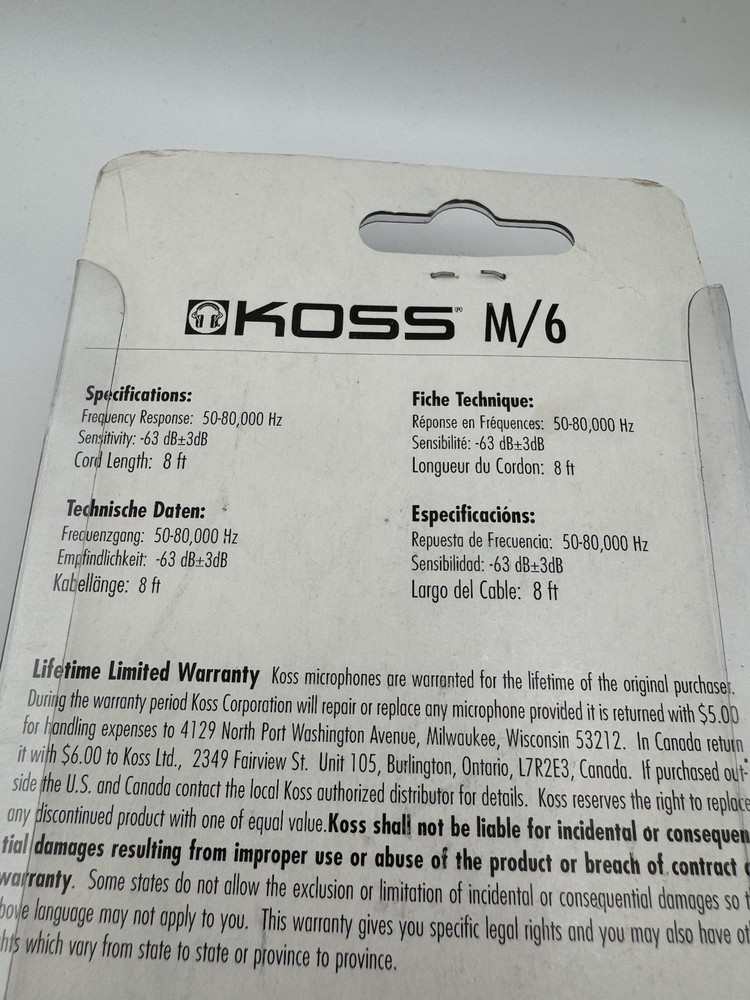 KOSS® M/6
Specifications:
Frequency Response: 50-80,000 Hz
Sensitivity: -63 dB±3dB
Cord Length: 8 ft
Fiche Technique:
Réponse en Fréquences: 50-80,000 Hz
Sensibilité: -63 dB±3dB
Longueur du Cordon: 8 ft
Technische Daten:
Frequenzgang: 50-80,000 Hz
Empfindlichkeit: -63 dB±3dB
Kabellänge: 8 ft
Especificacións:
Repuesta de Frecuencia: 50-80,000 Hz
Sensibilidad: -63 dB±3dB
Largo del Cable: 8 ft
Lifetime Limited Warranty Koss microphones are warranted for the lifetime of the original purchaser.
During the warranty period Koss Corporation will repair or replace any microphone provided it is returned with $5.00
for handling expenses to 4129 North Port Washington Avenue, Milwaukee, Wisconsin 53212. In Canada return
it with $6.00 to Koss Ltd., 2349 Fairview St. Unit 105, Burlington, Ontario, L7R2E3, Canada. If purchased out-
side the U.S. and Canada contact the local Koss authorized distributor for details. Koss reserves the right to replace
any discontinued product with one of equal value.Koss shall not be liable for incidental or consequen
tial damages resulting from improper use or abuse of the product or breach of contract
warranty. Some states do not allow the exclusion or limitation of incidental or consequential damages so
bove language may not apply to you. This warranty gives you specific legal rights and you may also have ot
hts which vary from state to state or province to province.